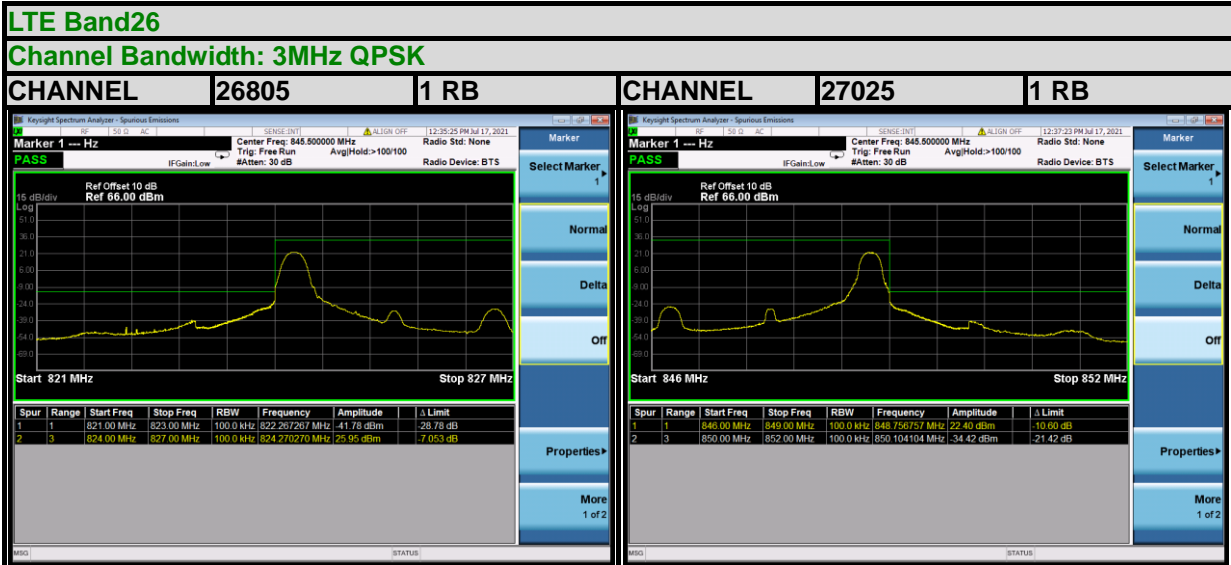 LTE Band26
Channel Bandwidth: 3MHz QPSK
CHANNEL 26805 1 RB CHANNEL 27025 1 RB
Keysight Spectrum Analyzer - Spurious Emissions
RF 50 Ω AC SENSE:INT ALIGN OFF 12:35:25 PM Jul 17, 2021
Marker 1 --- Hz
Center Freq: 845.500000 MHz
Radio Std: None
Trig: Free Run Avg|Hold:>100/100
PASS
IFGain:Low
#Atten: 30 dB
Radio Device: BTS
Ref Offset 10 dB
15 dB/div Ref 66.00 dBm
Log
51.0
36.0
21.0
6.00
-9.00
-24.0
-39.0
-54.0
-69.0
Start 821 MHz Stop 827 MHz
Spur Range Start Freq Stop Freq RBW Frequency Amplitude Δ Limit
1 1 821.00 MHz 823.00 MHz 100.0 kHz 822.267267 MHz -41.78 dBm -28.78 dB
2 3 824.00 MHz 827.00 MHz 100.0 kHz 824.270270 MHz 25.95 dBm -7.053 dB
MSG STATUS
Marker
Select Marker
1
Normal
Delta
Off
Properties
More
1 of 2
Keysight Spectrum Analyzer - Spurious Emissions
RF 50 Ω AC SENSE:INT ALIGN OFF 12:37:23 PM Jul 17, 2021
Marker 1 --- Hz
Center Freq: 845.500000 MHz
Radio Std: None
Trig: Free Run Avg|Hold:>100/100
PASS
IFGain:Low
#Atten: 30 dB
Radio Device: BTS
Ref Offset 10 dB
15 dB/div Ref 66.00 dBm
Log
51.0
36.0
21.0
6.00
-9.00
-24.0
-39.0
-54.0
-69.0
Start 846 MHz Stop 852 MHz
Spur Range Start Freq Stop Freq RBW Frequency Amplitude Δ Limit
1 1 846.00 MHz 849.00 MHz 100.0 kHz 848.756757 MHz 22.40 dBm -10.60 dB
2 3 850.00 MHz 852.00 MHz 100.0 kHz 850.104104 MHz -34.42 dBm -21.42 dB
MSG STATUS
Marker
Select Marker
1
Normal
Delta
Off
Properties
More
1 of 2